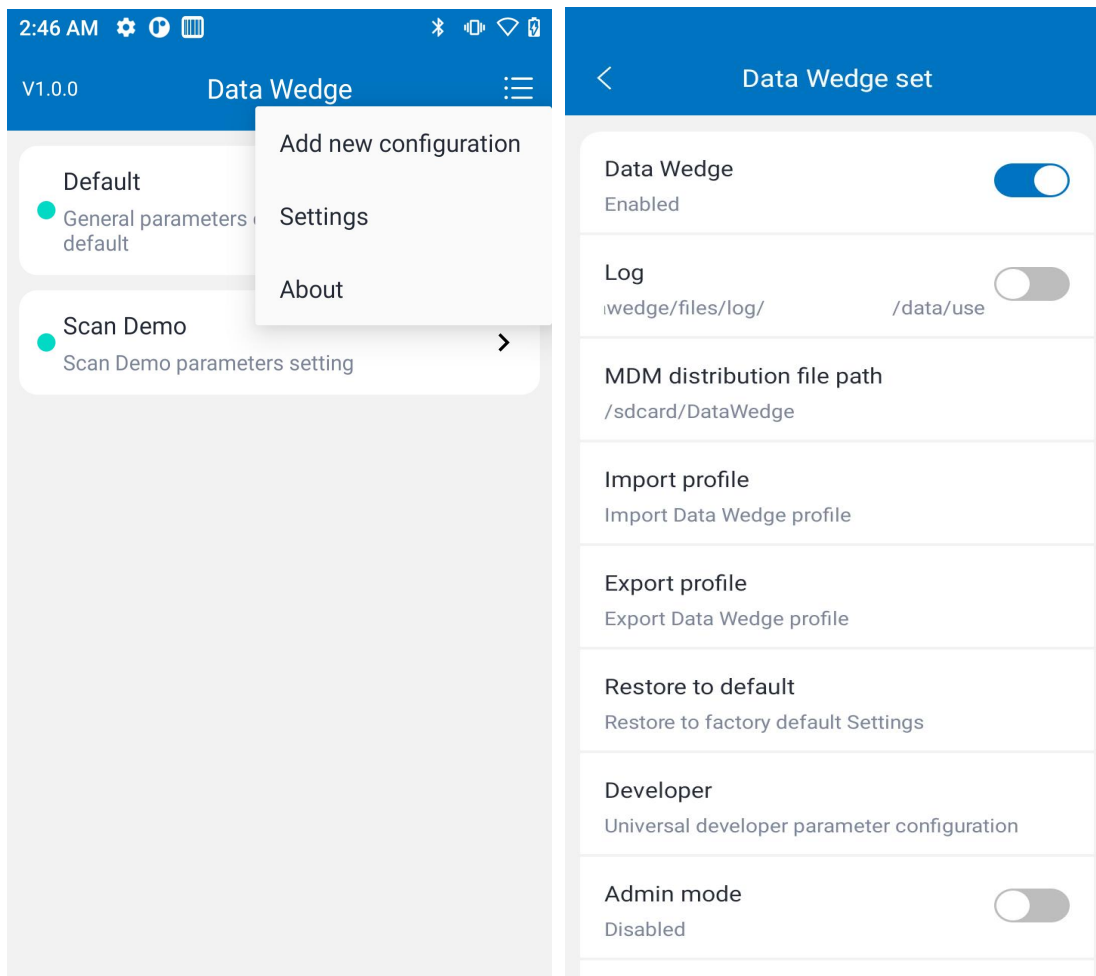 2:46 AM
V1.0.0
Data Wedge
Add new configuration
Settings
About
Default
General parameters
default
Scan Demo
Scan Demo parameters setting
Data Wedge set
Data Wedge
Enabled
Log
wedge/files/log/ /data/use
MDM distribution file path
/sdcard/DataWedge
Import profile
Import Data Wedge profile
Export profile
Export Data Wedge profile
Restore to default
Restore to factory default Settings
Developer
Universal developer parameter configuration
Admin mode
Disabled